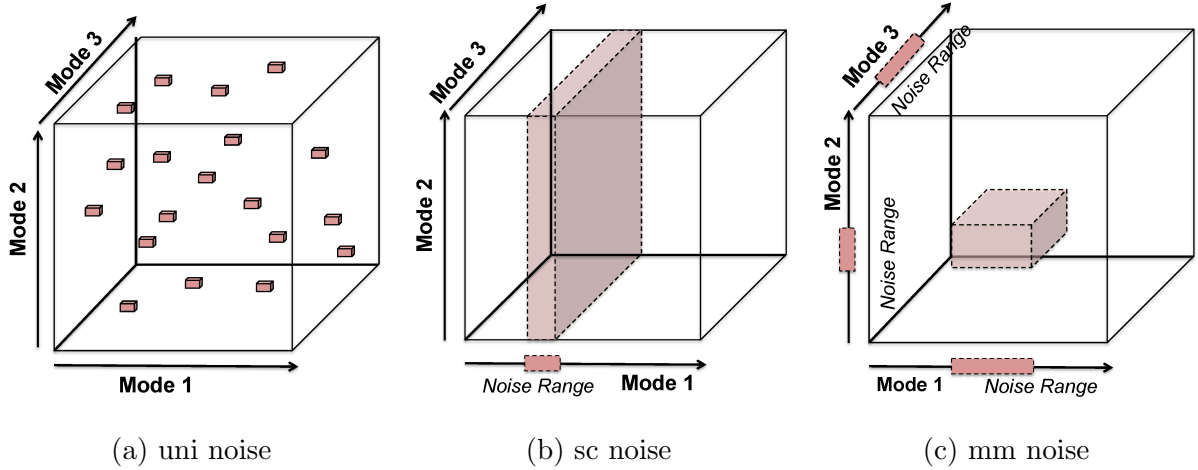 Mode 3
Mode 2
Mode 1
(a) uni noise
Mode 3
Mode 2
Noise Range
Mode 1
(b) sc noise
Mode 3
Noise Range
Mode 2
Noise Range
Mode 1
Noise Range
(c) mm noise